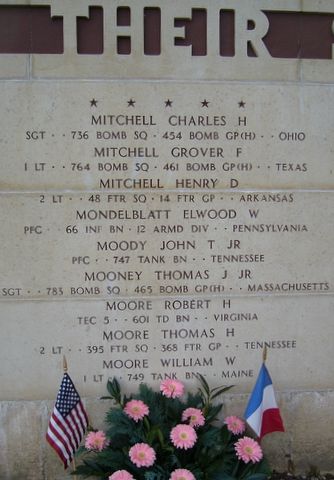 THEIR
MITCHELL CHARLES H
SGT · · 736 BOMB SQ · 454 BOMB GP(H) · · OHIO
MITCHELL GROVER F
1 LT · · 764 BOMB SQ · 461 BOMB GP(H) · · TEXAS
MITCHELL HENRY D
2 LT · · 48 FTR SQ · 14 FTR GP · · ARKANSAS
MONDELBLATT ELWOOD W
PFC · · 66 INF BN · 12 ARMD DIV · · PENNSYLVANIA
MOODY JOHN T JR
PFC · · 747 TANK BN · · TENNESSEE
MOONEY THOMAS J JR
SGT · · 783 BOMB SQ · 465 BOMB GP(H) · · MASSACHUSETTS
MOORE ROBERT H
TEC 5 · · 601 TD BN · · VIRGINIA
MOORE THOMAS H
2 LT · · 395 FTR SQ · 368 FTR GP · · TENNESSEE
MOORE WILLIAM W
1 LT · · 749 TANK BN · · MAINE